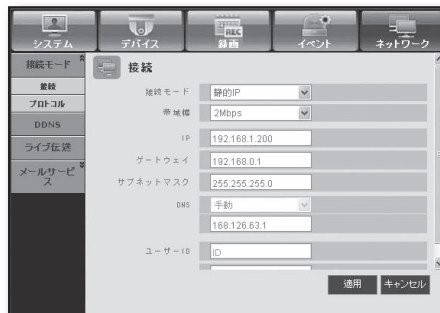 システム デバイス 録画 イベント ネットワーク
REC
接続モード
接続
プロトコル
DDNS
ライブ伝送
メールサービス
接続
接続モード 静的IP
帯域幅 2Mbps
IP 192.168.1.200
ゲートウェイ 192.168.0.1
サブネットマスク 255.255.255.0
DNS 手動
168.126.63.1
ユーザーID ID
適用 キャンセル